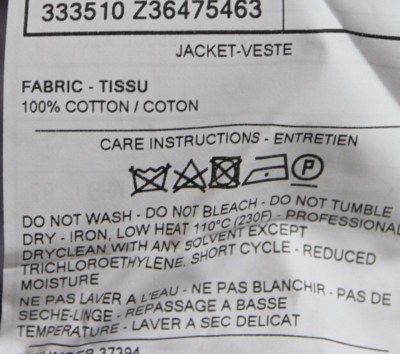 333510 Z36475463
JACKET-VESTE
FABRIC - TISSU
100% COTTON / COTON
CARE INSTRUCTIONS - ENTRETIEN
P
DO NOT WASH - DO NOT BLEACH - DO NOT TUMBLE
DRY - IRON, LOW HEAT 110°C (230F) - PROFESSIONAL
DRYCLEAN WITH ANY SOLVENT EXCEPT
TRICHLOROETHYLENE, SHORT CYCLE - REDUCED
MOISTURE
NE PAS LAVER A L'EAU - NE PAS BLANCHIR - PAS DE
SECHE-LINGE - REPASSAGE A BASSE
TEMPERATURE - LAVER A SEC DELICAT
37394